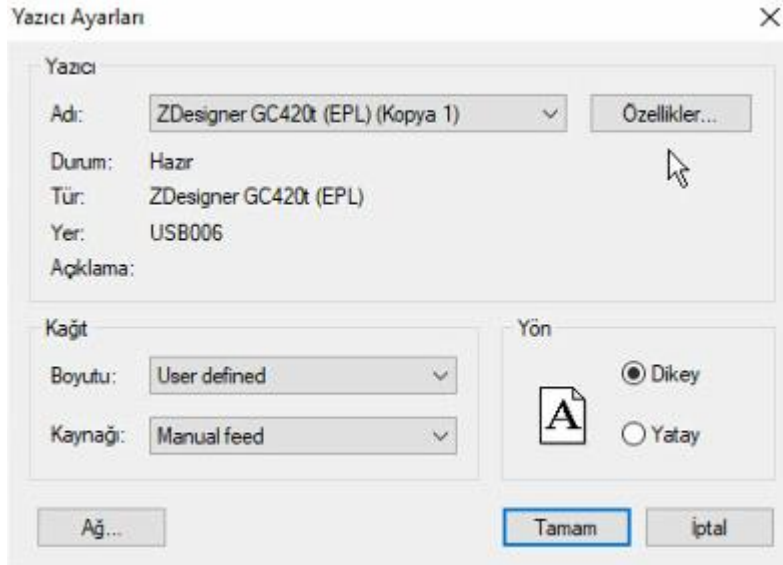 Yazıcı Ayarları
Yazıcı
Adı: ZDesigner GC420t (EPL) (Kopya 1) Özellikler...
Durum: Hazır
Tür: ZDesigner GC420t (EPL)
Yer: USB006
Açıklama:
Kağıt
Boyutu: User defined
Kaynağı: Manual feed
Yön
A
Dikey
Yatay
Ağ...
Tamam
İptal